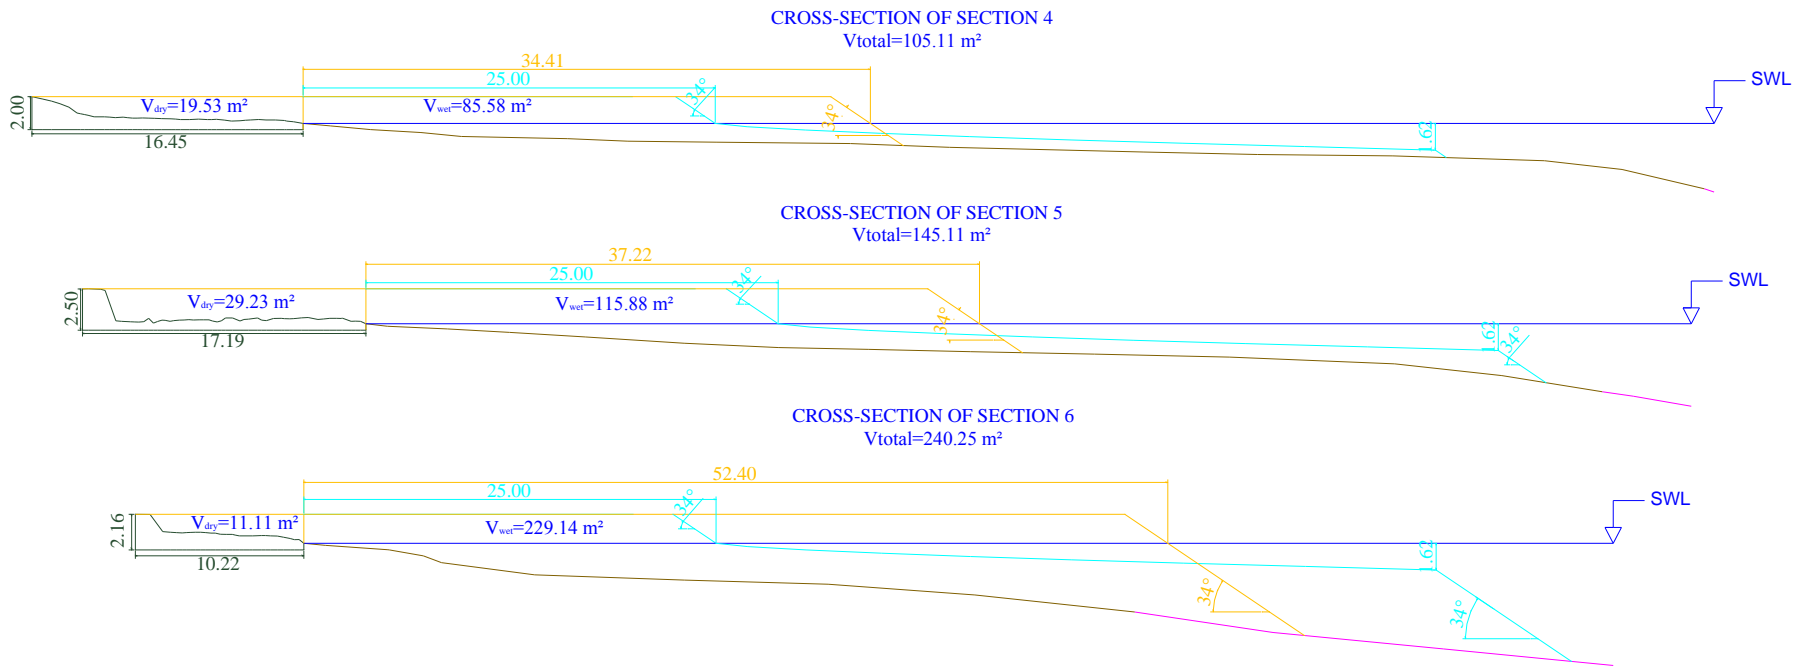 CROSS-SECTION OF SECTION 4
Vtotal=105.11 m²
34.41
25.00
SWL
2.00
Vdry=19.53 m²
Vwet=85.58 m²
34°
34°
1.62
16.45
CROSS-SECTION OF SECTION 5
Vtotal=145.11 m²
37.22
25.00
SWL
2.50
Vdry=29.23 m²
Vwet=115.88 m²
34°
34°
1.62
34°
17.19
CROSS-SECTION OF SECTION 6
Vtotal=240.25 m²
52.40
25.00
SWL
2.16
Vdry=11.11 m²
Vwet=229.14 m²
34°
1.62
10.22
34°
34°